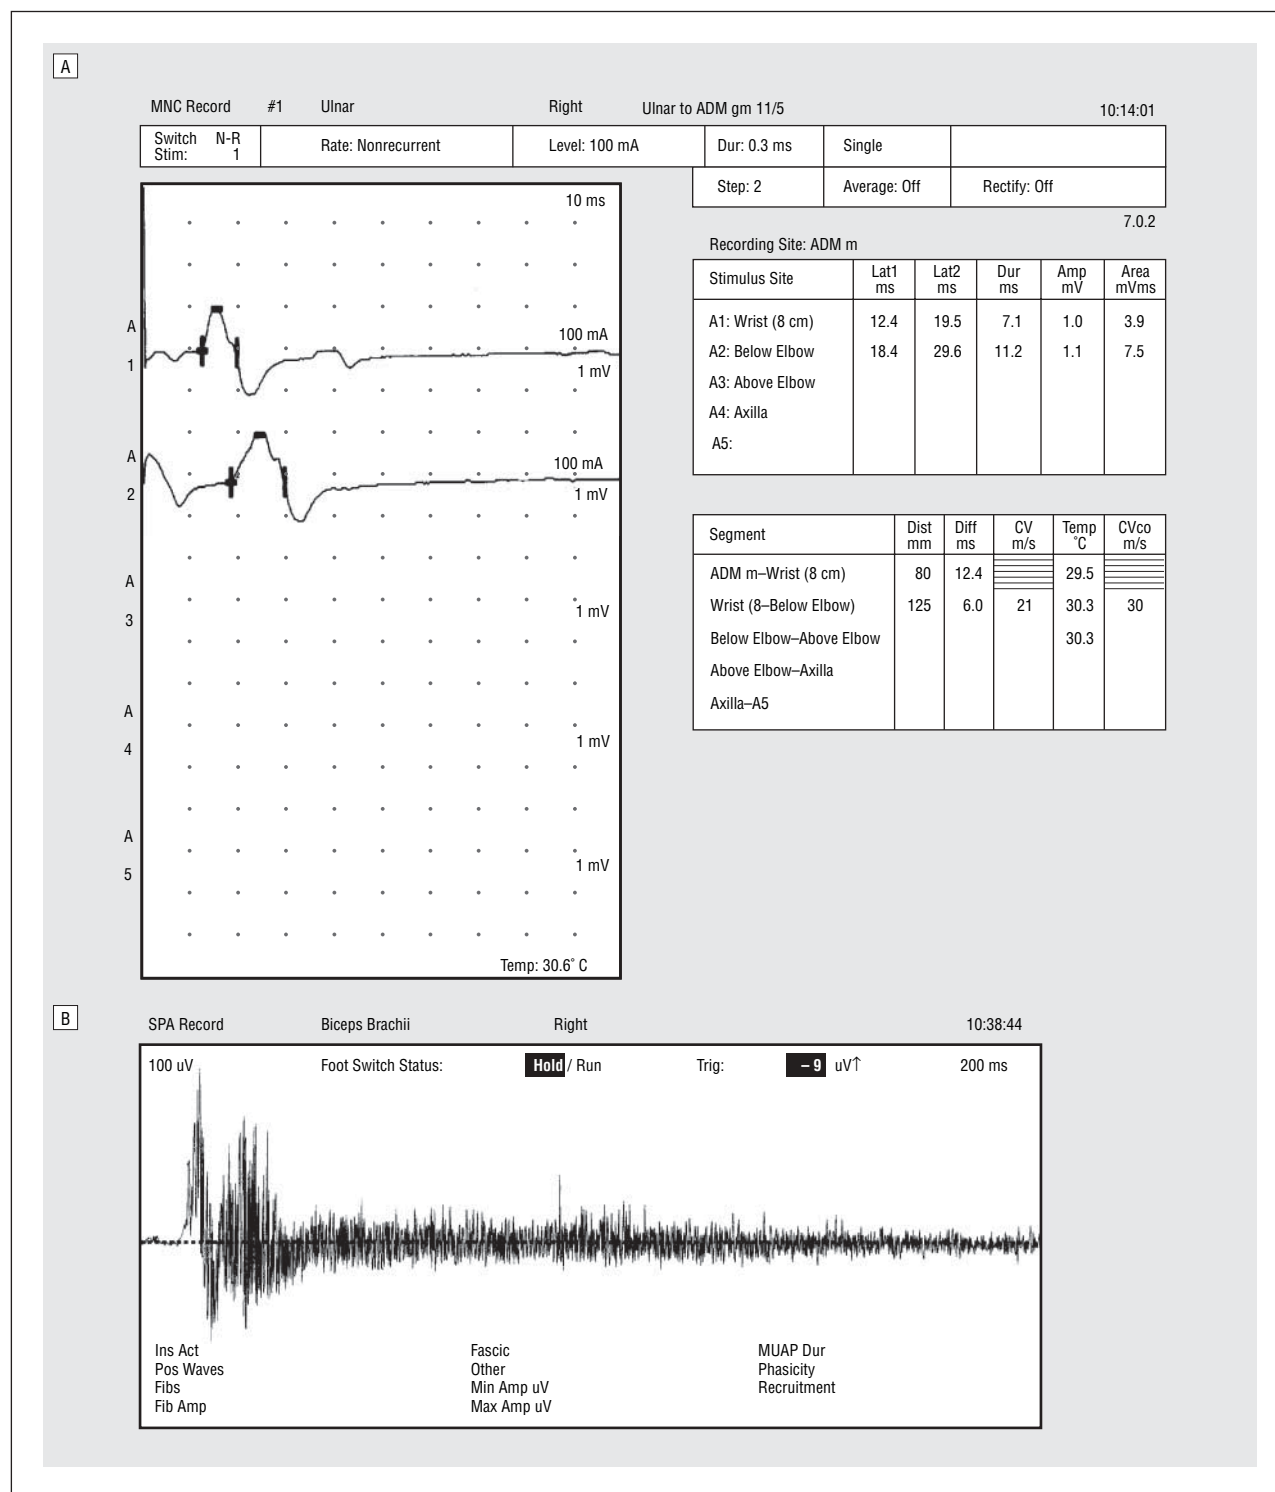 A
MNC Record #1 Ulnar Right Ulnar to ADM gm 11/5 10:14:01
Switch N-R Rate: Nonrecurrent Level: 100 mA Dur: 0.3 ms Single
Stim: 1
Step: 2 Average: Off Rectify: Off
7.0.2
10 ms
A
1
100 mA
1 mV
A
2
100 mA
1 mV
A
3
1 mV
A
4
1 mV
A
5
1 mV
Temp: 30.6° C
Recording Site: ADM m
Stimulus Site Lat1 ms Lat2 ms Dur ms Amp mV Area mVms
A1: Wrist (8 cm) 12.4 19.5 7.1 1.0 3.9
A2: Below Elbow 18.4 29.6 11.2 1.1 7.5
A3: Above Elbow
A4: Axilla
A5:
Segment Dist mm Diff ms CV m/s Temp °C CVco m/s
ADM m–Wrist (8 cm) 80 12.4 29.5
Wrist (8–Below Elbow) 125 6.0 21 30.3 30
Below Elbow–Above Elbow 30.3
Above Elbow–Axilla
Axilla–A5
B
SPA Record Biceps Brachii Right 10:38:44
100 uV Foot Switch Status: Hold / Run Trig: – 9 uV↑ 200 ms
Ins Act Fascic MUAP Dur
Pos Waves Other Phasicity
Fibs Min Amp uV Recruitment
Fib Amp Max Amp uV